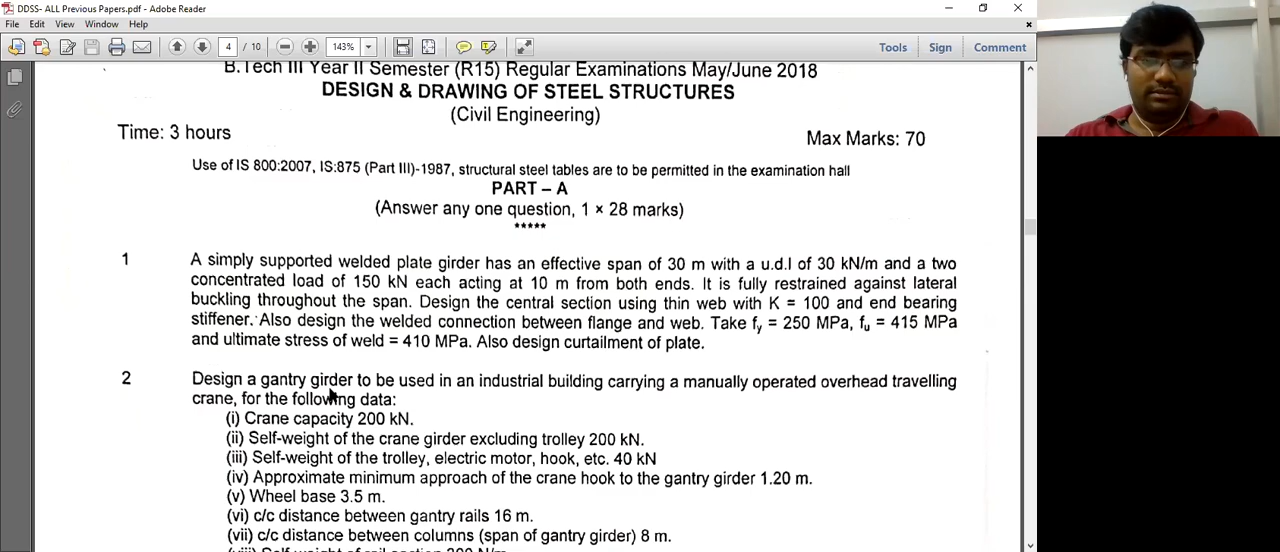 DDSS- ALL Previous Papers.pdf - Adobe Reader
File Edit View Window Help
4 / 10 143% Tools Sign Comment
B.Tech III Year II Semester (R15) Regular Examinations May/June 2018
DESIGN & DRAWING OF STEEL STRUCTURES
(Civil Engineering)
Time: 3 hours
Max Marks: 70
Use of IS 800:2007, IS:875 (Part III)-1987, structural steel tables are to be permitted in the examination hall
PART – A
(Answer any one question, 1 × 28 marks)
*****
1 A simply supported welded plate girder has an effective span of 30 m with a u.d.l of 30 kN/m and a two
concentrated load of 150 kN each acting at 10 m from both ends. It is fully restrained against lateral
buckling throughout the span. Design the central section using thin web with K = 100 and end bearing
stiffener. Also design the welded connection between flange and web. Take fy = 250 MPa, fu = 415 MPa
and ultimate stress of weld = 410 MPa. Also design curtailment of plate.
2 Design a gantry girder to be used in an industrial building carrying a manually operated overhead travelling
crane, for the following data:
(i) Crane capacity 200 kN.
(ii) Self-weight of the crane girder excluding trolley 200 kN.
(iii) Self-weight of the trolley, electric motor, hook, etc. 40 kN
(iv) Approximate minimum approach of the crane hook to the gantry girder 1.20 m.
(v) Wheel base 3.5 m.
(vi) c/c distance between gantry rails 16 m.
(vii) c/c distance between columns (span of gantry girder) 8 m.
(viii) Self-weight of rail section 300 N/m